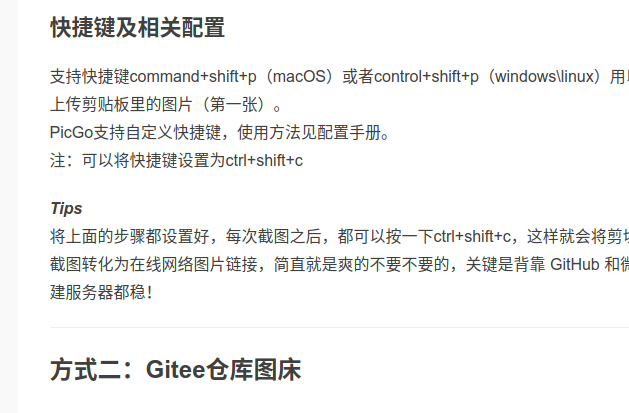 快捷键及相关配置
支持快捷键command+shift+p（macOS）或者control+shift+p（windows\linux）用
上传剪贴板里的图片（第一张）。
PicGo支持自定义快捷键，使用方法见配置手册。
注：可以将快捷键设置为ctrl+shift+c
Tips
将上面的步骤都设置好，每次截图之后，都可以按一下ctrl+shift+c，这样就会将剪
截图转化为在线网络图片链接，简直就是爽的不要不要的，关键是背靠 GitHub 和
建服务器都稳！
方式二：Gitee仓库图床